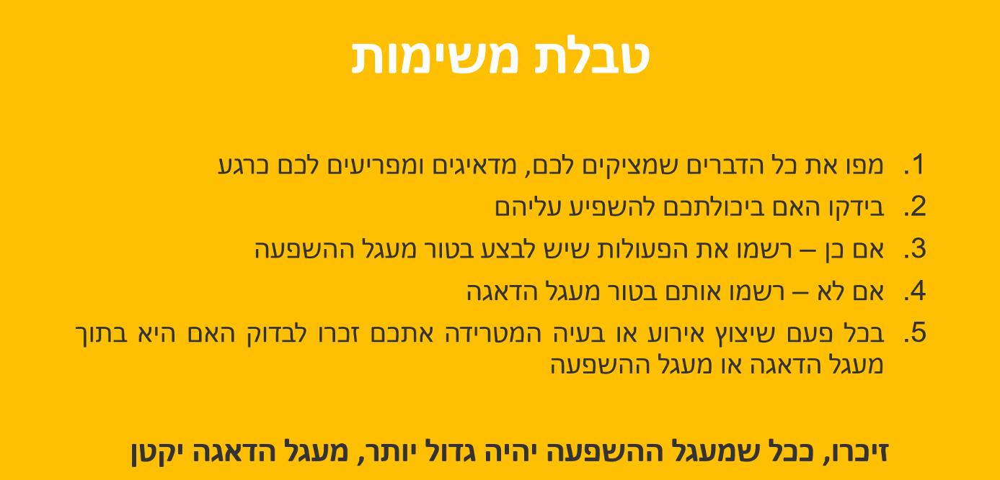 טבלת משימות
1. מפו את כל הדברים שמציקים לכם, מדאיגים ומפריעים לכם כרגע
2. בידקו האם ביכולתכם להשפיע עליהם
3. אם כן – רשמו את הפעולות שיש לבצע בטור מעגל ההשפעה
4. אם לא – רשמו אותם בטור מעגל הדאגה
5. בכל פעם שיצוץ אירוע או בעיה המטרידה אתכם זכרו לבדוק האם היא בתוך
מעגל הדאגה או מעגל ההשפעה
זיכרו, ככל שמעגל ההשפעה יהיה גדול יותר, מעגל הדאגה יקטן